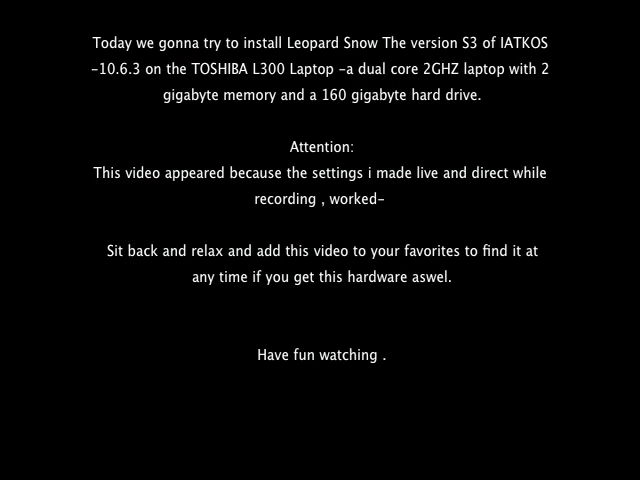 Today we gonna try to install Leopard Snow The version S3 of IATKOS
-10.6.3 on the TOSHIBA L300 Laptop -a dual core 2GHZ laptop with 2
gigabyte memory and a 160 gigabyte hard drive.
Attention:
This video appeared because the settings i made live and direct while
recording , worked-
Sit back and relax and add this video to your favorites to find it at
any time if you get this hardware aswel.
Have fun watching .